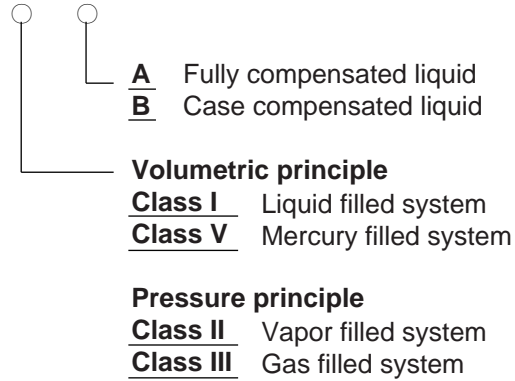 A Fully compensated liquid
B Case compensated liquid
Volumetric principle
Class I Liquid filled system
Class V Mercury filled system
Pressure principle
Class II Vapor filled system
Class III Gas filled system